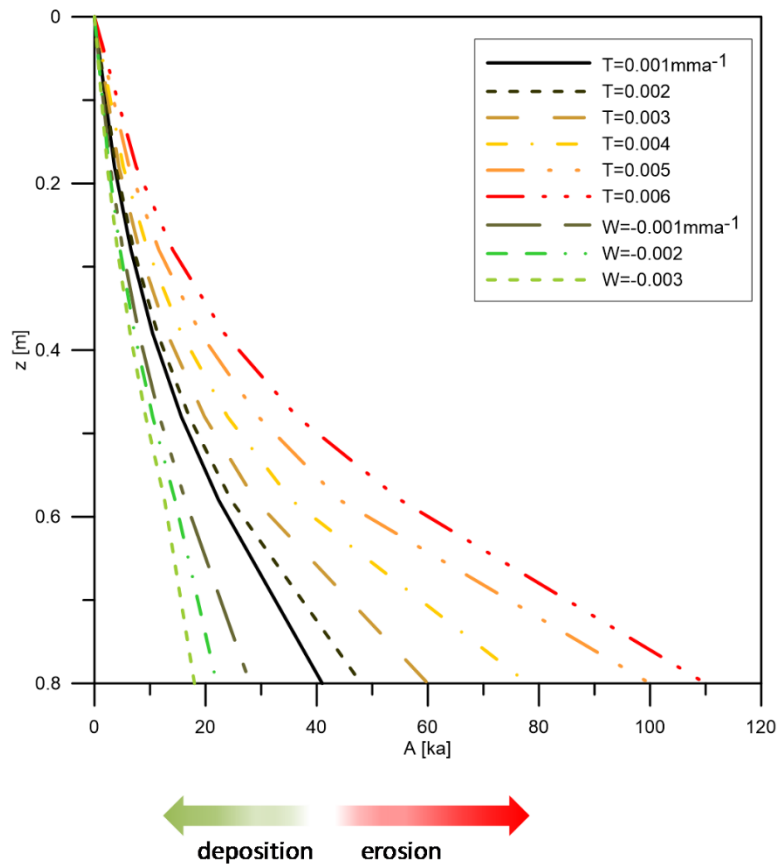 0
0.2
0.4
0.6
0.8
z [m]
T=0.001mma-1
T=0.002
T=0.003
T=0.004
T=0.005
T=0.006
W=-0.001mma-1
W=-0.002
W=-0.003
0 20 40 60 80 100 120
A [ka]
deposition erosion